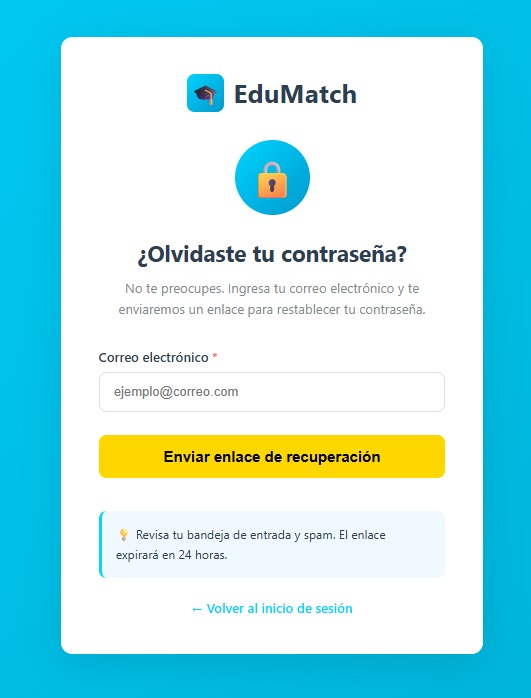 EduMatch
¿Olvidaste tu contraseña?
No te preocupes. Ingresa tu correo electrónico y te
enviaremos un enlace para restablecer tu contraseña.
Correo electrónico *
ejemplo@correo.com
Enviar enlace de recuperación
💡 Revisa tu bandeja de entrada y spam. El enlace
expirará en 24 horas.
← Volver al inicio de sesión